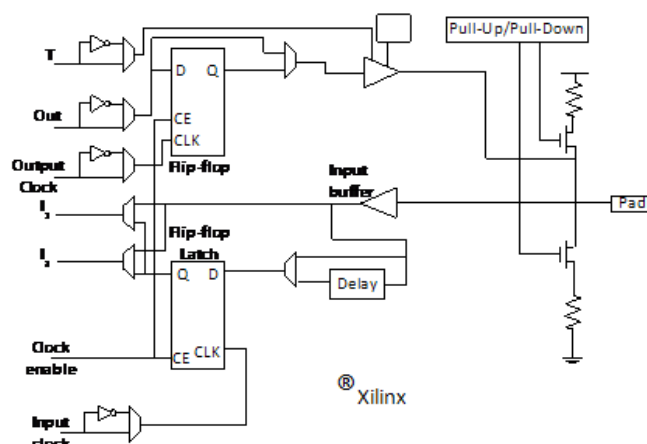 T
Pull-Up/Pull-Down
D
Q
Out
CE
CLK
Output
Clock
Flip-flop
Input
buffer
Pad
Flip-flop
Latch
Q
D
Delay
Clock
enable
CE
CLK
®
Xilinx
Input
clock